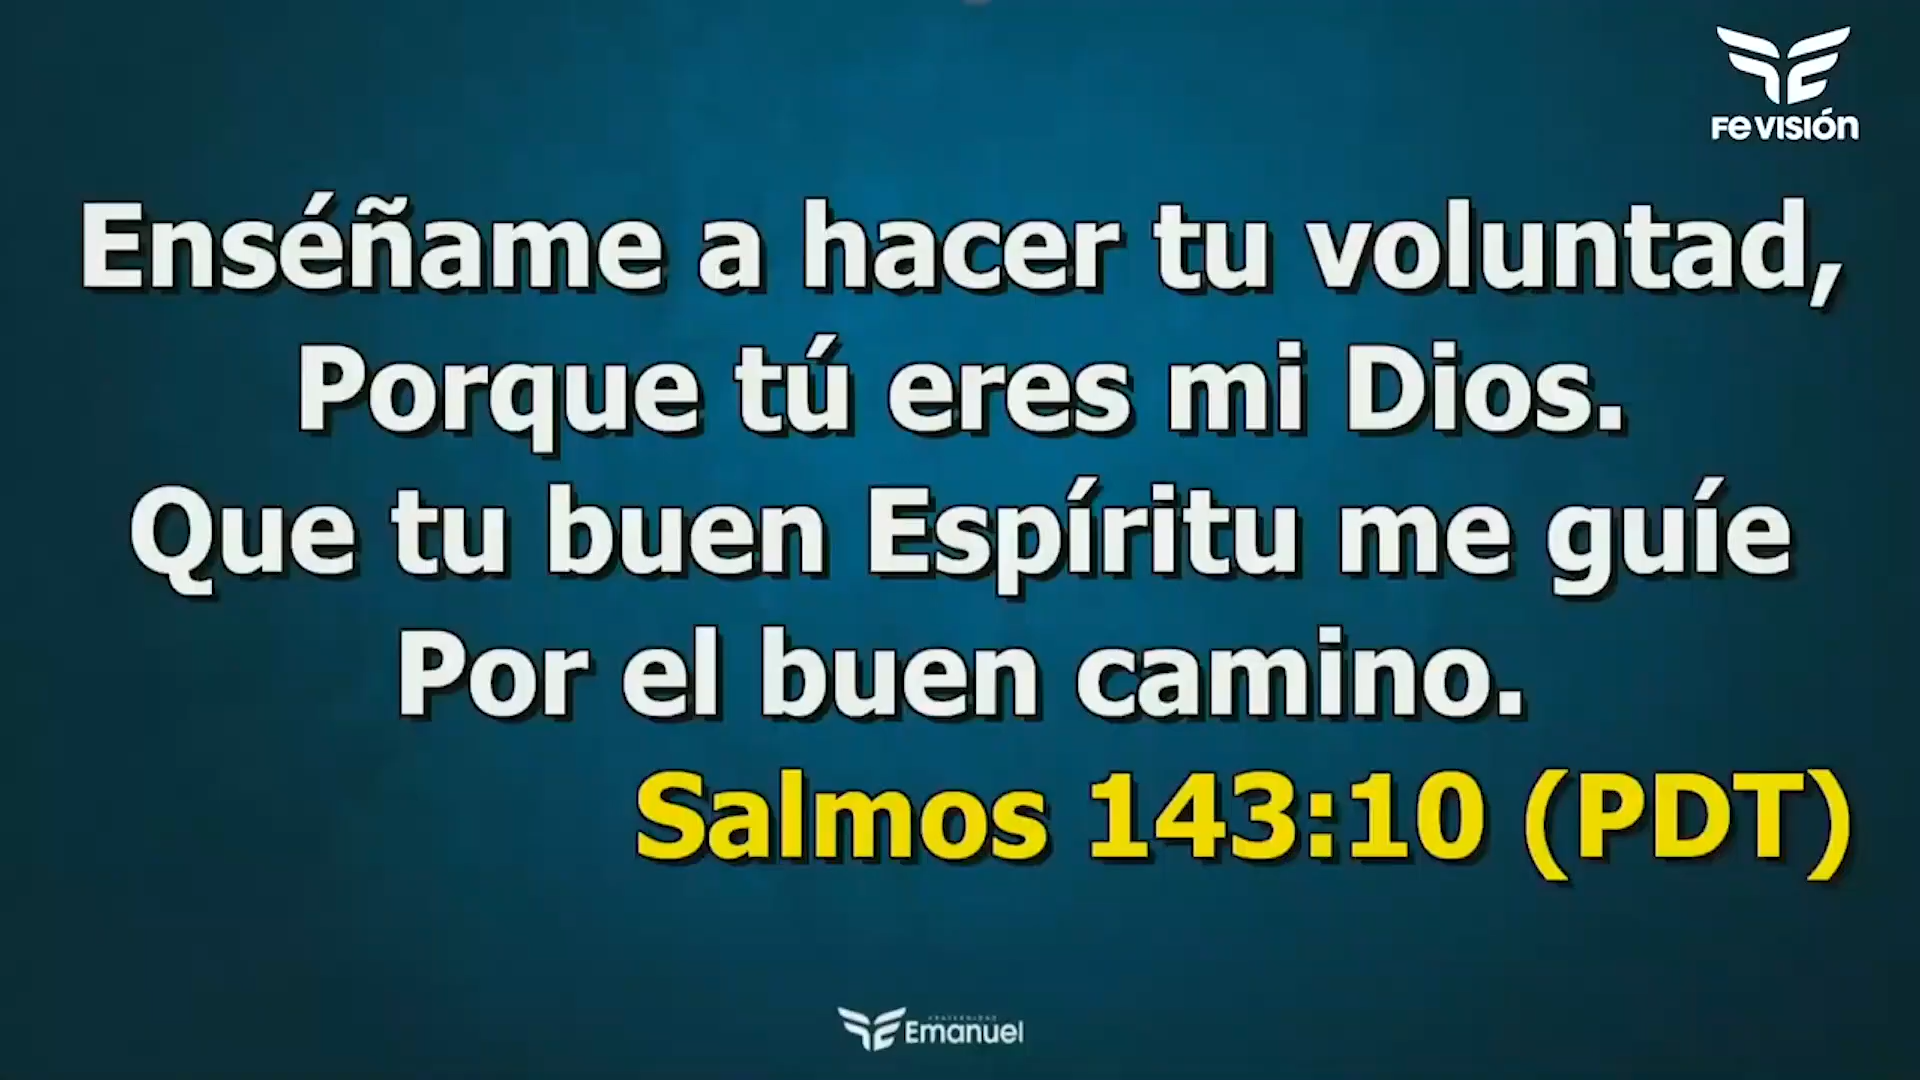 FE VISIÓN
Enséñame a hacer tu voluntad,
Porque tú eres mi Dios.
Que tu buen Espíritu me guíe
Por el buen camino.
Salmos 143:10 (PDT)
FRATERNIDAD
Emanuel